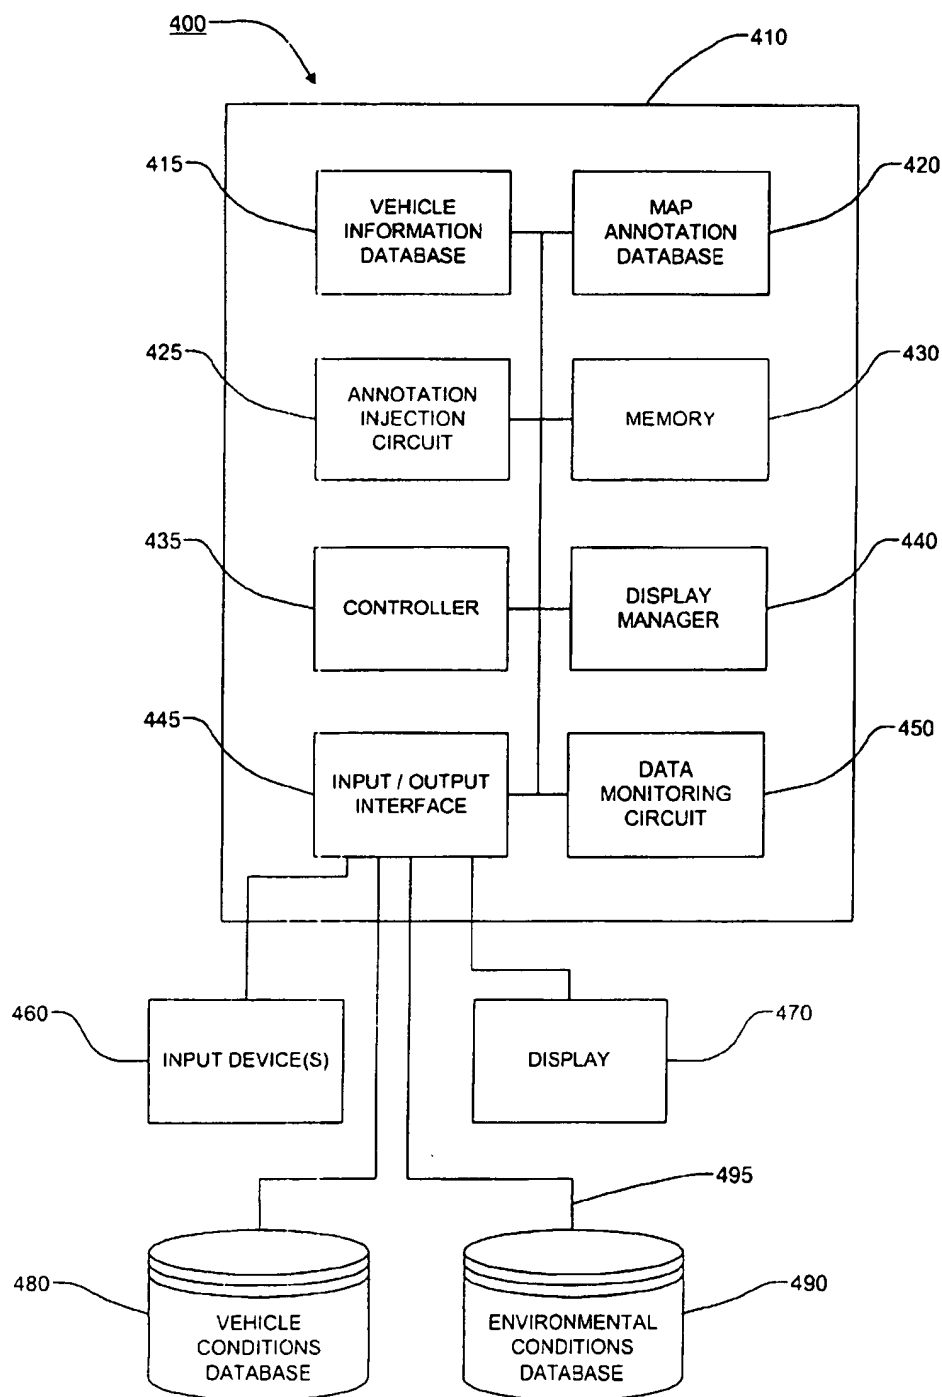 400
410
415
VEHICLE
INFORMATION
DATABASE
MAP
ANNOTATION
DATABASE
420
425
ANNOTATION
INJECTION
CIRCUIT
MEMORY
430
435
CONTROLLER
DISPLAY
MANAGER
440
445
INPUT / OUTPUT
INTERFACE
DATA
MONITORING
CIRCUIT
450
460
INPUT DEVICE(S)
DISPLAY
470
495
480
VEHICLE
CONDITIONS
DATABASE
ENVIRONMENTAL
CONDITIONS
DATABASE
490